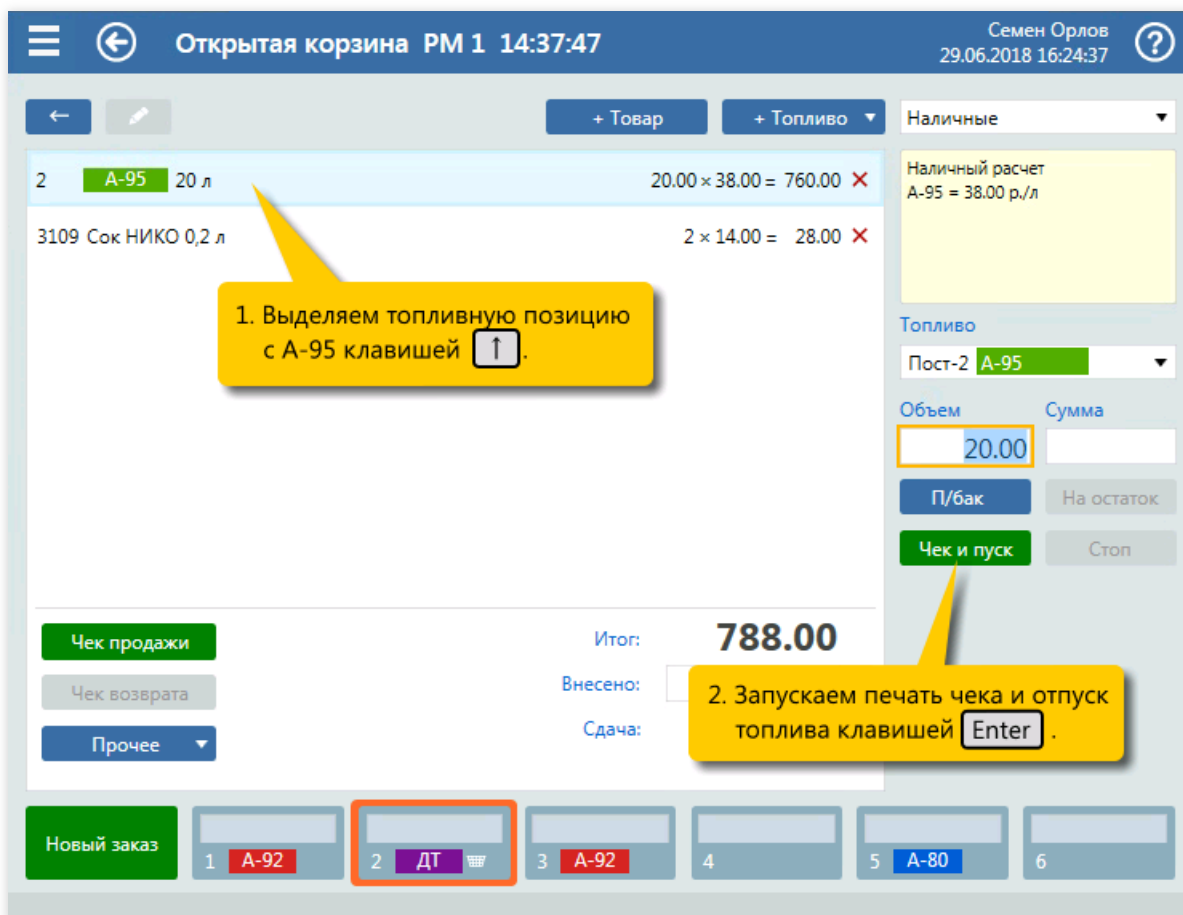 Открытая корзина РМ 1 14:37:47
Семен Орлов
29.06.2018 16:24:37
?
←
+ Товар
+ Топливо ▼
Наличные ▼
2 А-95 20 л 20.00 × 38.00 = 760.00 ✕
3109 Сок НИКО 0,2 л 2 × 14.00 = 28.00 ✕
Наличный расчет
А-95 = 38.00 р./л
1. Выделяем топливную позицию
с А-95 клавишей ↑.
Топливо
Пост-2 А-95 ▼
Объем Сумма
20.00
П/бак На остаток
Чек и пуск Стоп
Чек продажи
Чек возврата
Прочее ▼
Итог: 788.00
Внесено:
Сдача:
2. Запускаем печать чека и отпуск
топлива клавишей Enter .
Новый заказ
1 А-92
2 ДТ
3 А-92
4
5 А-80
6